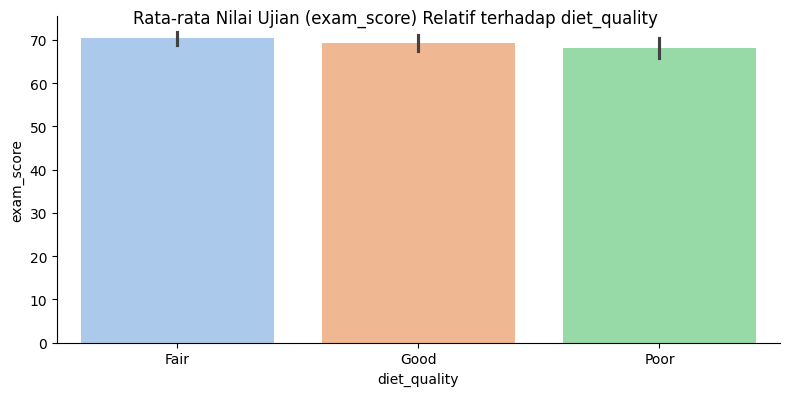 Rata-rata Nilai Ujian (exam_score) Relatif terhadap diet_quality
70
60
50
40
30
20
10
0
exam_score
Fair
Good
Poor
diet_quality